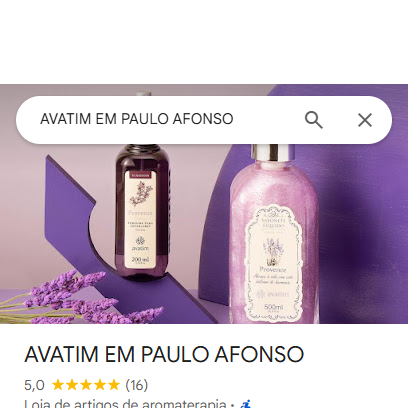 AVATIM EM PAULO AFONSO
Provence
avatim
200 ml
SABONETE
LÍQUIDO
Provence
avatim
500ml
AVATIM EM PAULO AFONSO
5,0 ★★★★★ (16)
Loja de artigos de aromaterapia ·